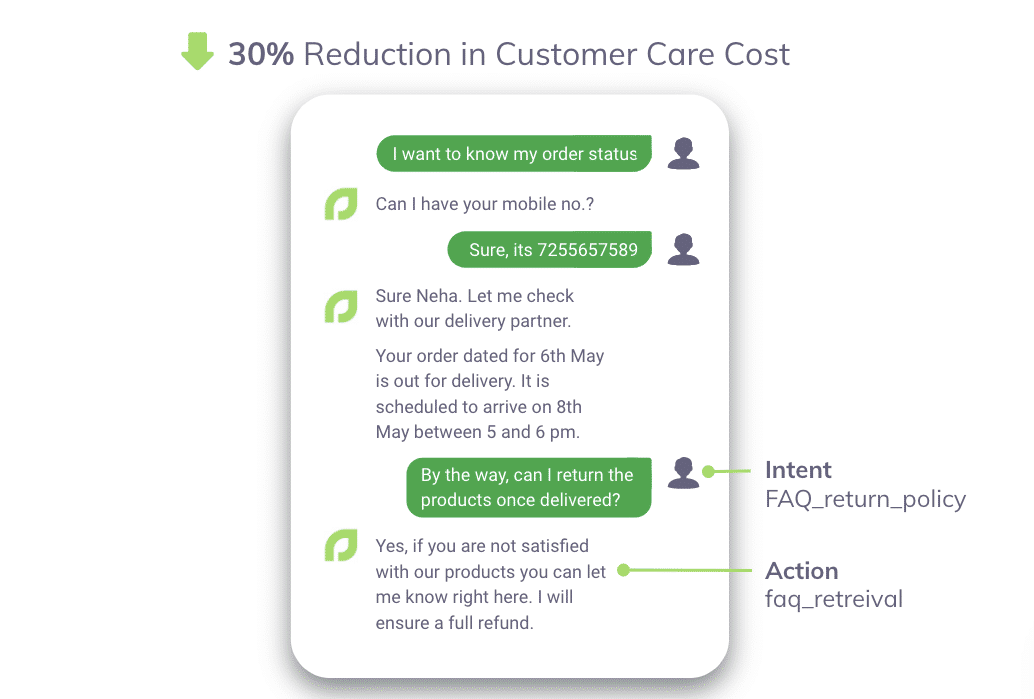 30% Reduction in Customer Care Cost
I want to know my order status
Can I have your mobile no.?
Sure, its 7255657589
Sure Neha. Let me check
with our delivery partner.
Your order dated for 6th May
is out for delivery. It is
scheduled to arrive on 8th
May between 5 and 6 pm.
By the way, can I return the
products once delivered?
Intent
FAQ_return_policy
Yes, if you are not satisfied
with our products you can let
me know right here. I will
ensure a full refund.
Action
faq_retreival